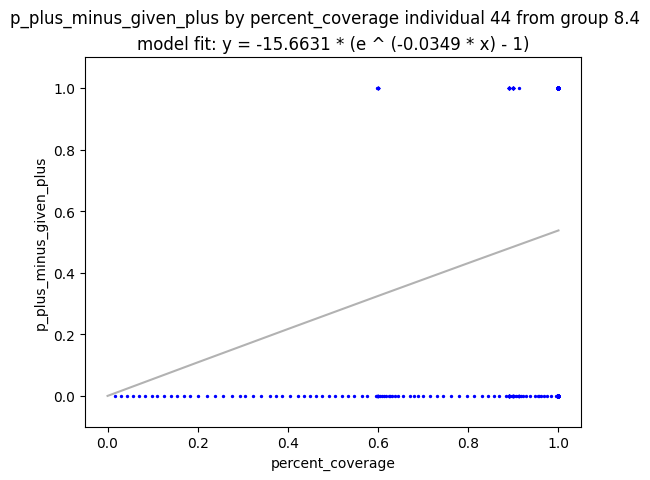 p_plus_minus_given_plus by percent_coverage individual 44 from group 8.4
model fit: y = -15.6631 * (e ^ (-0.0349 * x) - 1)
1.0
0.8
0.6
0.4
0.2
0.0
p_plus_minus_given_plus
0.0 0.2 0.4 0.6 0.8 1.0
percent_coverage